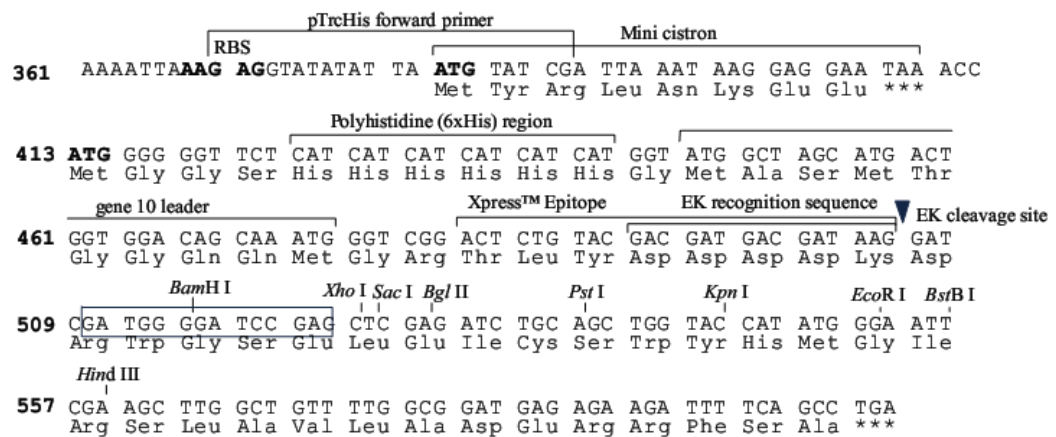 pTrcHis forward primer
RBS
Mini cistron
361 AAAATTAAAG AGGTATATAT TA ATG TAT CGA TTA AAT AAG GAG GAA TAA ACC
Met Tyr Arg Leu Asn Lys Glu Glu ***
Polyhistidine (6xHis) region
413 ATG GGG GGT TCT CAT CAT CAT CAT CAT CAT GGT ATG GCT AGC ATG ACT
Met Gly Gly Ser His His His His His His Gly Met Ala Ser Met Thr
gene 10 leader Xpress™ Epitope EK recognition sequence EK cleavage site
461 GGT GGA CAG CAA ATG GGT CGG ACT CTG TAC GAC GAT GAC GAT AAG GAT
Gly Gly Gln Gln Met Gly Arg Thr Leu Tyr Asp Asp Asp Asp Lys Asp
BamH I Xho I Sac I Bgl II Pst I Kpn I EcoR I BstB I
509 CGA TGG GGA TCC GAG CTC GAG ATC TGC AGC TGG TAC CAT ATG GGA ATT
Arg Trp Gly Ser Glu Leu Glu Ile Cys Ser Trp Tyr His Met Gly Ile
Hind III
557 CGA AGC TTG GCT GTT TTG GCG GAT GAG AGA AGA TTT TCA GCC TGA
Arg Ser Leu Ala Val Leu Ala Asp Glu Arg Arg Phe Ser Ala ***